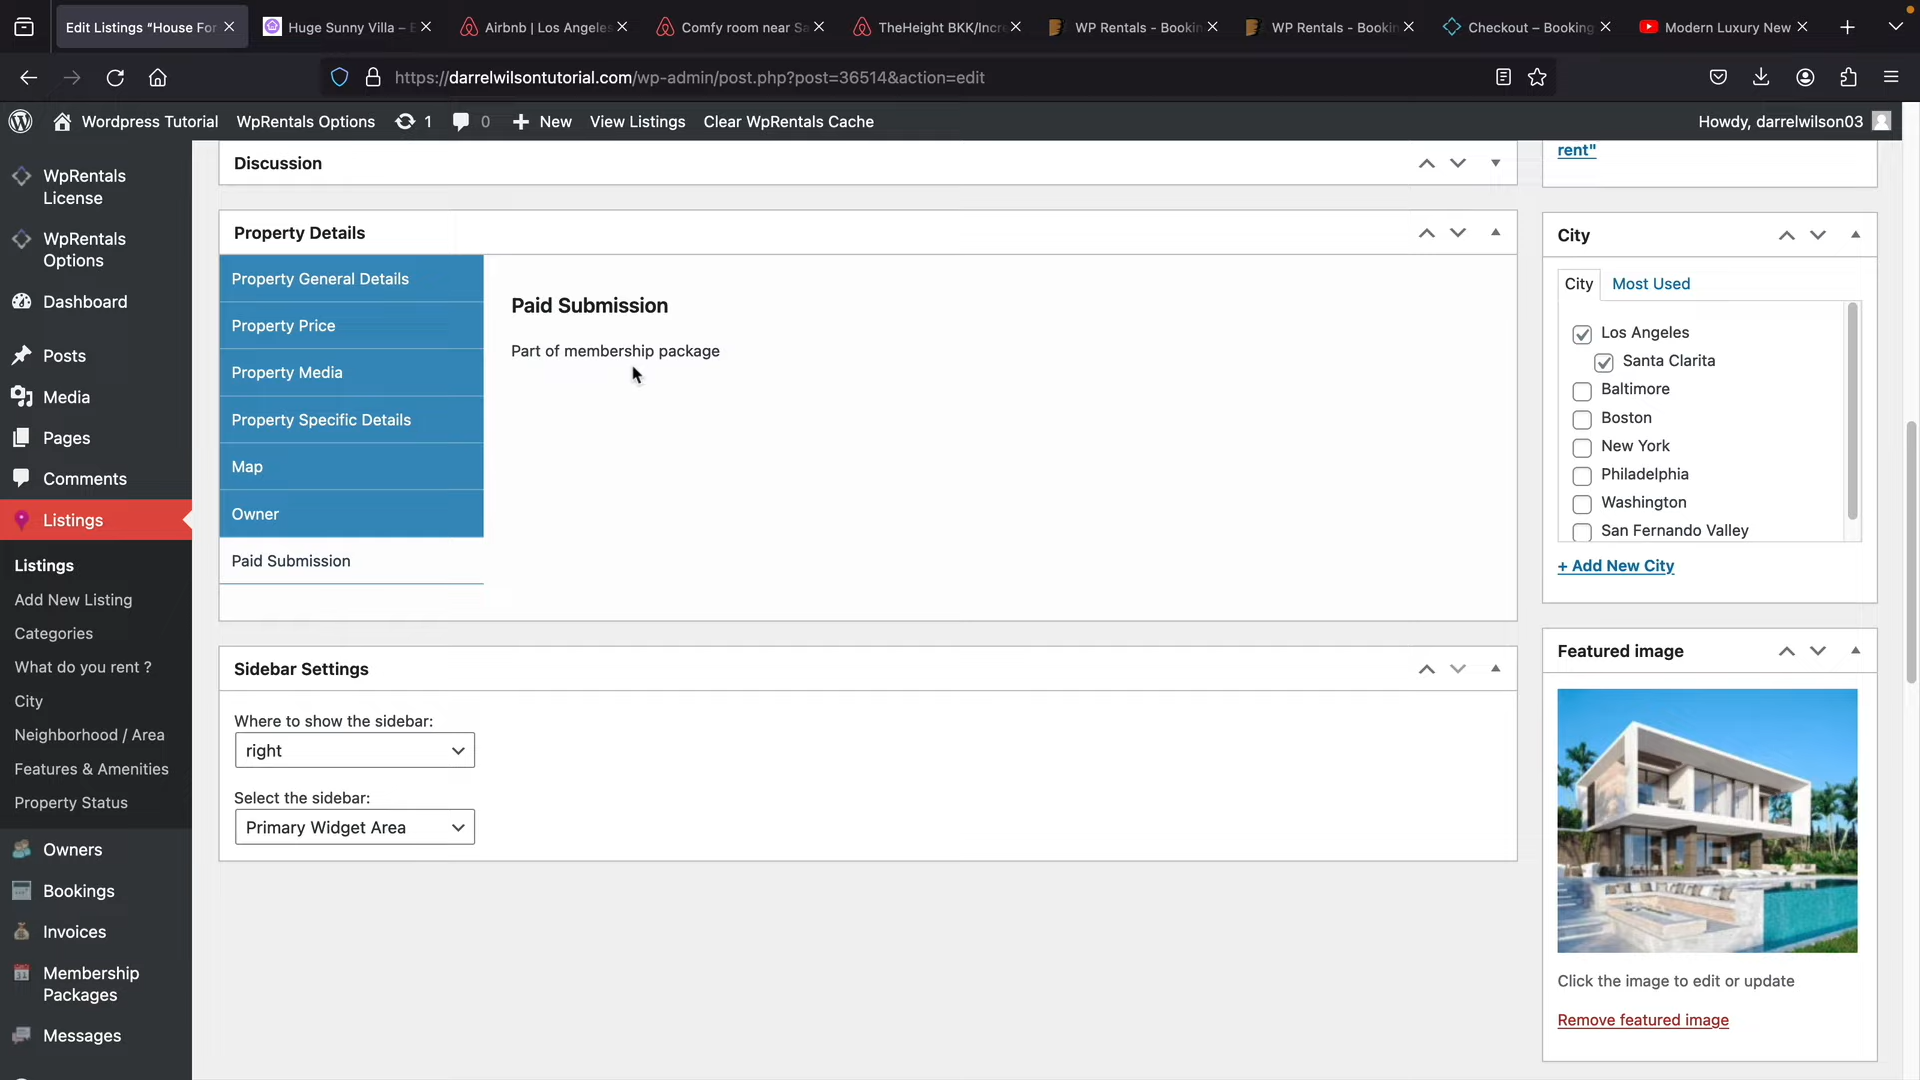 Edit Listings “House For
Huge Sunny Villa – B
Airbnb | Los Angeles
Comfy room near Sa
TheHeight BKK/Incre
WP Rentals - Bookin
WP Rentals - Bookin
Checkout – Booking
Modern Luxury New
https://darrelwilsontutorial.com/wp-admin/post.php?post=36514&action=edit
Wordpress Tutorial
WpRentals Options
1
0
New
View Listings
Clear WpRentals Cache
Howdy, darrelwilson03
WpRentals
License
WpRentals
Options
Dashboard
Posts
Media
Pages
Comments
Listings
Listings
Add New Listing
Categories
What do you rent ?
City
Neighborhood / Area
Features & Amenities
Property Status
Owners
Bookings
Invoices
Membership
Packages
Messages
Discussion
Property Details
Property General Details
Property Price
Property Media
Property Specific Details
Map
Owner
Paid Submission
Paid Submission
Part of membership package
Sidebar Settings
Where to show the sidebar:
right
Select the sidebar:
Primary Widget Area
rent"
City
City
Most Used
Los Angeles
Santa Clarita
Baltimore
Boston
New York
Philadelphia
Washington
San Fernando Valley
+ Add New City
Featured image
Click the image to edit or update
Remove featured image